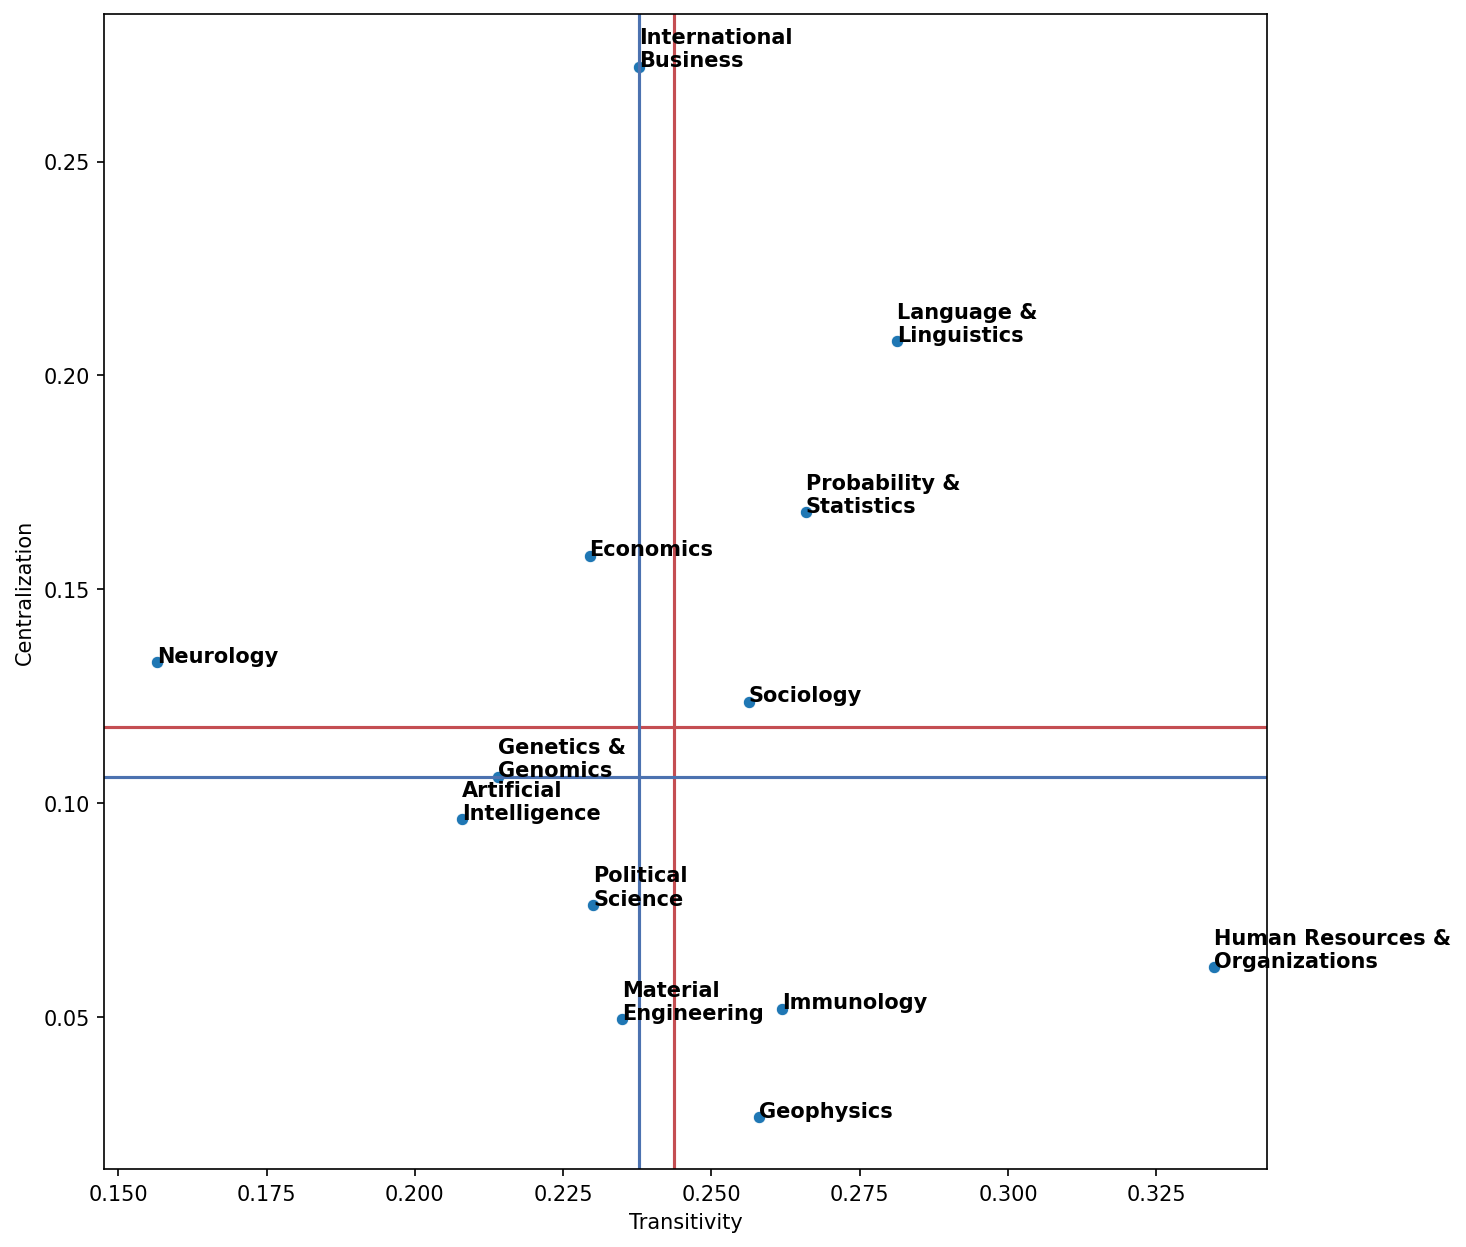 International
Business
0.25
Language &
Linguistics
0.20
Probability &
Statistics
Economics
0.15
Centralization
Neurology
Sociology
Genetics &
Genomics
Artificial
Intelligence
0.10
Political
Science
Human Resources &
Organizations
Material
Engineering
Immunology
0.05
Geophysics
0.150 0.175 0.200 0.225 0.250 0.275 0.300 0.325
Transitivity